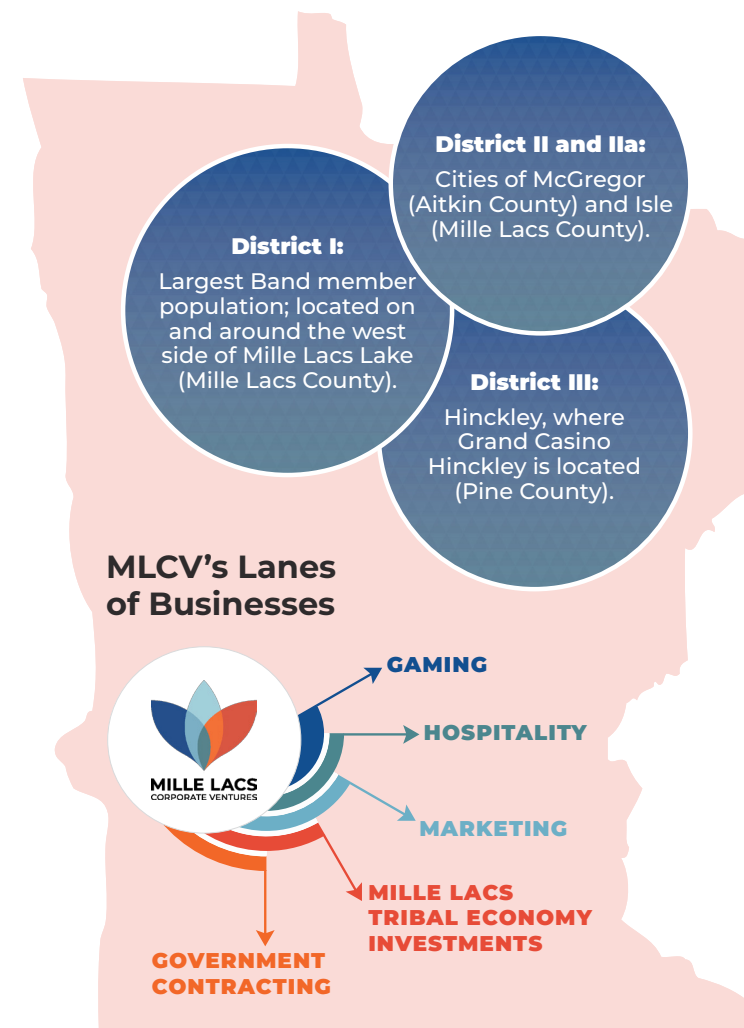 District II and IIa:
Cities of McGregor
(Aitkin County) and Isle
(Mille Lacs County).
District I:
Largest Band member
population; located on
and around the west
side of Mille Lacs Lake
(Mille Lacs County).
District III:
Hinckley, where
Grand Casino
Hinckley is located
(Pine County).
MLCV’s Lanes
of Businesses
MILLE LACS
CORPORATE VENTURES
GAMING
HOSPITALITY
MARKETING
MILLE LACS
TRIBAL ECONOMY
INVESTMENTS
GOVERNMENT
CONTRACTING